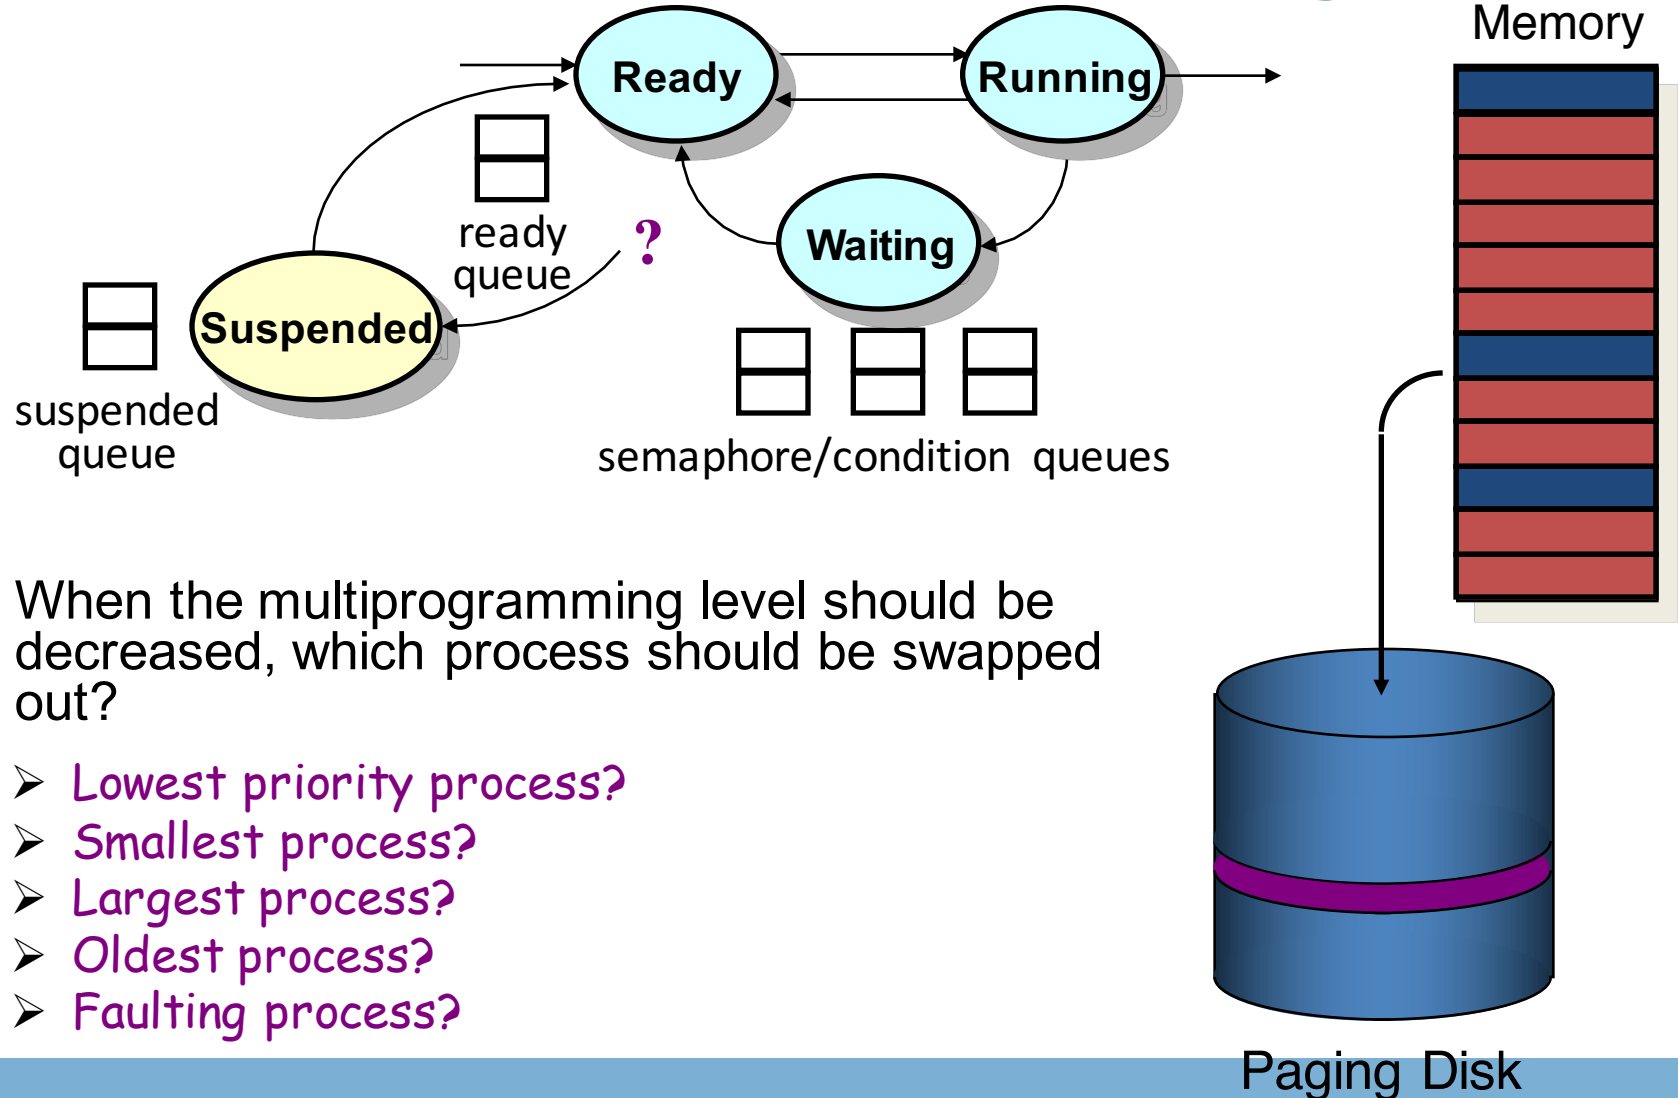 Memory
Ready
Running
ready
queue
?
Waiting
Suspended
suspended
queue
semaphore/condition queues
When the multiprogramming level should be
decreased, which process should be swapped
out?
➢ Lowest priority process?
➢ Smallest process?
➢ Largest process?
➢ Oldest process?
➢ Faulting process?
Paging Disk